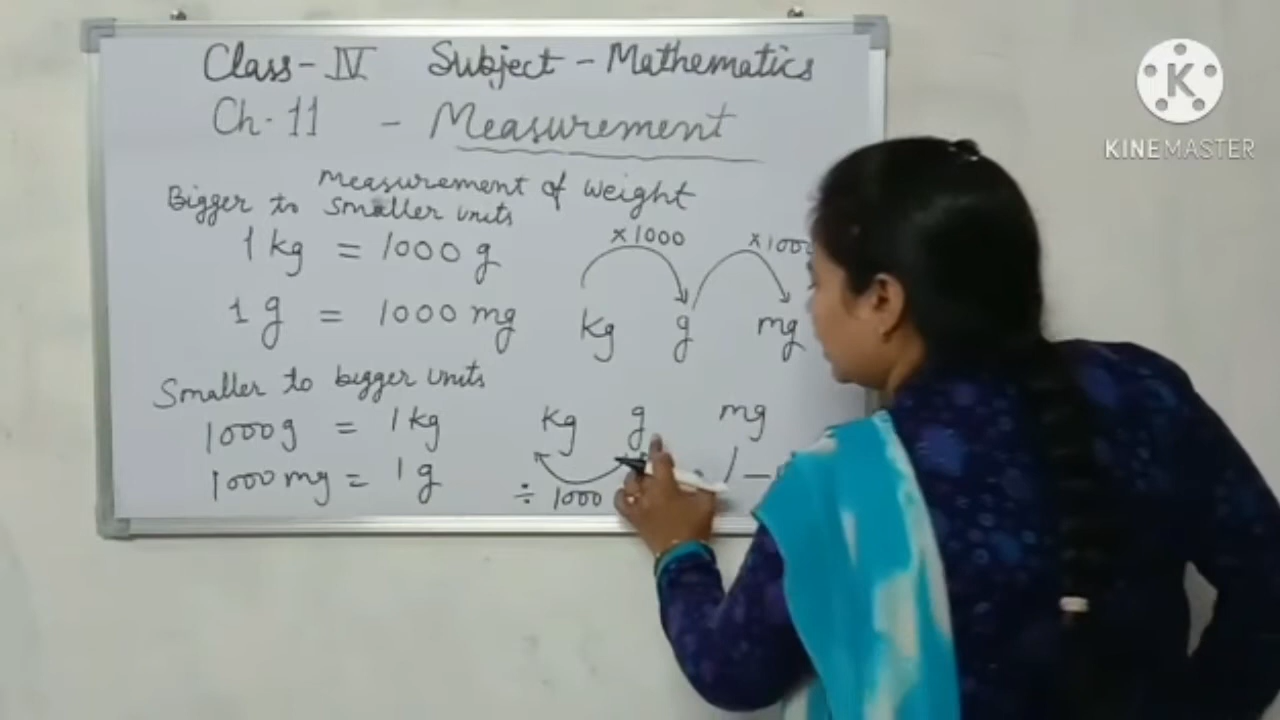 Class-IV Subject - Mathematics
Ch. 11 - Measurement
Measurement of weight
Bigger to smaller units
1 kg = 1000 g
×1000 ×1000
1 g = 1000 mg
kg g mg
Smaller to bigger units
1000g = 1 kg
kg g mg
1000 mg = 1 g
÷ 1000
K
KINEMASTER